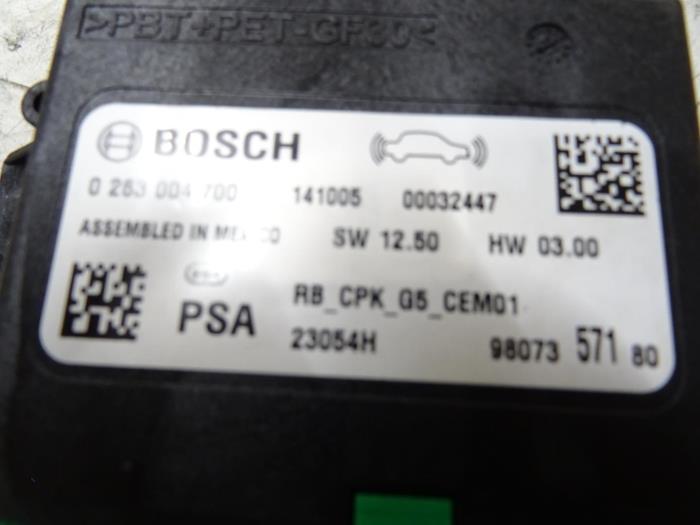 >PBT+PET-GF30<
BOSCH
0 263 004 700 141005 00032447
ASSEMBLED IN MEXICO SW 12.50 HW 03.00
PSA RB_CPK_G5_CEM01
23054H 98073 571 80